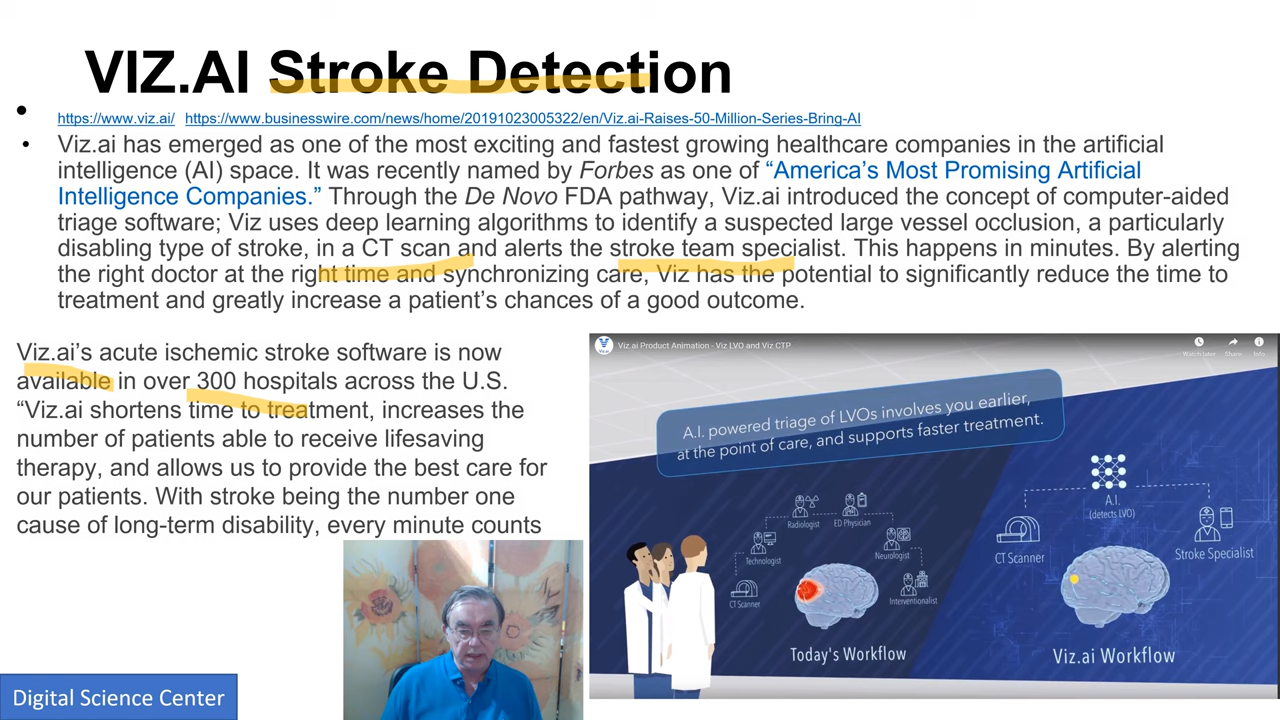 VIZ.AI Stroke Detection
• https://www.viz.ai/ https://www.businesswire.com/news/home/20191023005322/en/Viz.ai-Raises-50-Million-Series-Bring-AI
• Viz.ai has emerged as one of the most exciting and fastest growing healthcare companies in the artificial
intelligence (AI) space. It was recently named by Forbes as one of “America’s Most Promising Artificial
Intelligence Companies.” Through the De Novo FDA pathway, Viz.ai introduced the concept of computer-aided
triage software; Viz uses deep learning algorithms to identify a suspected large vessel occlusion, a particularly
disabling type of stroke, in a CT scan and alerts the stroke team specialist. This happens in minutes. By alerting
the right doctor at the right time and synchronizing care, Viz has the potential to significantly reduce the time to
treatment and greatly increase a patient’s chances of a good outcome.
Viz.ai’s acute ischemic stroke software is now
available in over 300 hospitals across the U.S.
“Viz.ai shortens time to treatment, increases the
number of patients able to receive lifesaving
therapy, and allows us to provide the best care for
our patients. With stroke being the number one
cause of long-term disability, every minute counts
Viz.ai Product Animation - Viz LVO and Viz CTP
Watch later Share Info
A.I. powered triage of LVOs involves you earlier,
at the point of care, and supports faster treatment.
Radiologist ED Physician
Technologist Neurologist
CT Scanner Interventionalist
Today's Workflow
A.I.
(detects LVO)
CT Scanner Stroke Specialist
Viz.ai Workflow
Digital Science Center